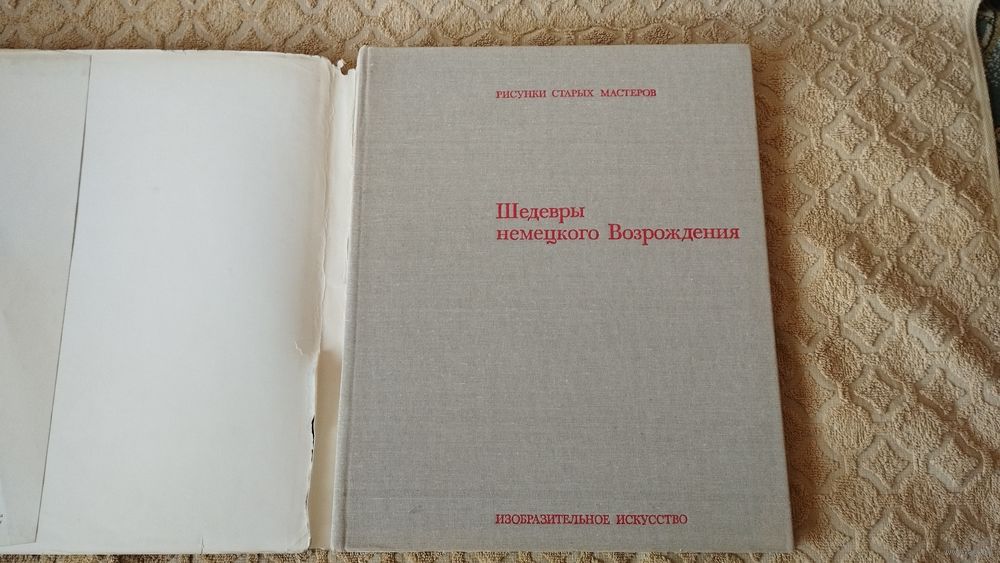 РИСУНКИ СТАРЫХ МАСТЕРОВ
Шедевры
немецкого Возрождения
ИЗОБРАЗИТЕЛЬНОЕ ИСКУССТВО